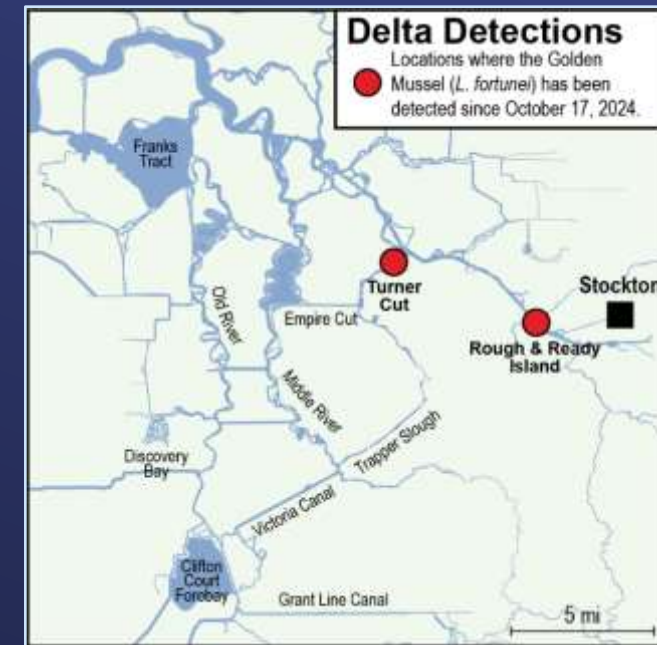 Delta Detections
Locations where the Golden
Mussel (L. fortunei) has been
detected since October 17, 2024.
Franks
Tract
Turner
Cut
Stockton
Old River
Empire Cut
Rough & Ready
Island
Middle River
Trapper Slough
Discovery
Bay
Victoria Canal
Clifton
Court
Forebay
Grant Line Canal
5 mi